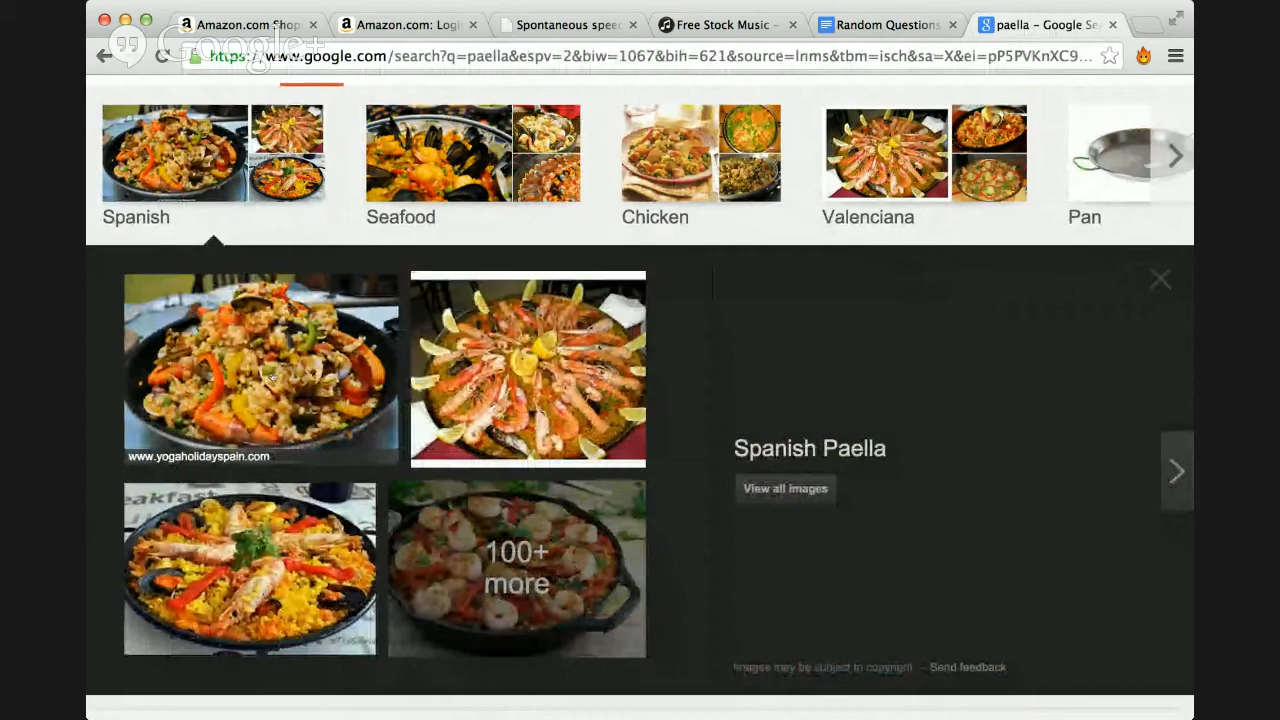 Amazon.com Shop
Amazon.com: Logi
Spontaneous spee
Free Stock Music –
Random Questions
paella – Google Se
Google+
https://www.google.com/search?q=paella&espv=2&biw=1067&bih=621&source=lnms&tbm=isch&sa=X&ei=pP5PVKnXC9...
Spanish
Seafood
Chicken
Valenciana
Pan
www.yogaholidayspain.com
eakfast
100+
more
Spanish Paella
View all images
Images may be subject to copyright. – Send feedback